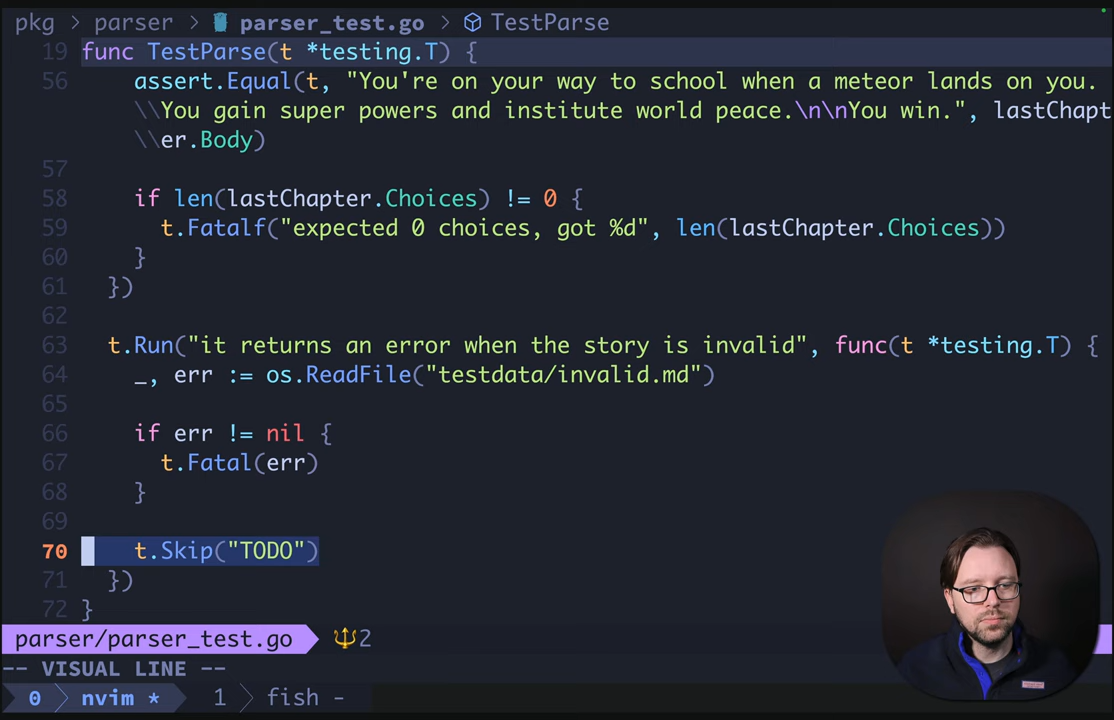 pkg > parser > parser_test.go > TestParse
19 func TestParse(t *testing.T) {
56 assert.Equal(t, "You're on your way to school when a meteor lands on you.
\\You gain super powers and institute world peace.\n\nYou win.", lastChapt
\\er.Body)
57
58 if len(lastChapter.Choices) != 0 {
59 t.Fatalf("expected 0 choices, got %d", len(lastChapter.Choices))
60 }
61 })
62
63 t.Run("it returns an error when the story is invalid", func(t *testing.T) {
64 _, err := os.ReadFile("testdata/invalid.md")
65
66 if err != nil {
67 t.Fatal(err)
68 }
69
70 t.Skip("TODO")
71 })
72 }
parser/parser_test.go 2
-- VISUAL LINE --
0 nvim * 1 fish -